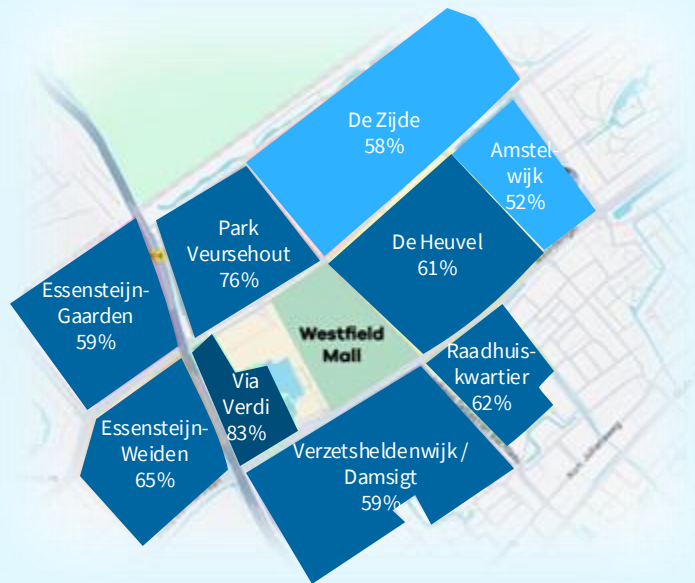 De Zijde
58%
Amstel-
wijk
52%
Park
Veursehout
76%
De Heuvel
61%
Essensteijn-
Gaarden
59%
Westfield
Mall
Raadhuis-
kwartier
62%
Via
Verdi
83%
Essensteijn-
Weiden
65%
Verzetsheldenwijk /
Damsigt
59%